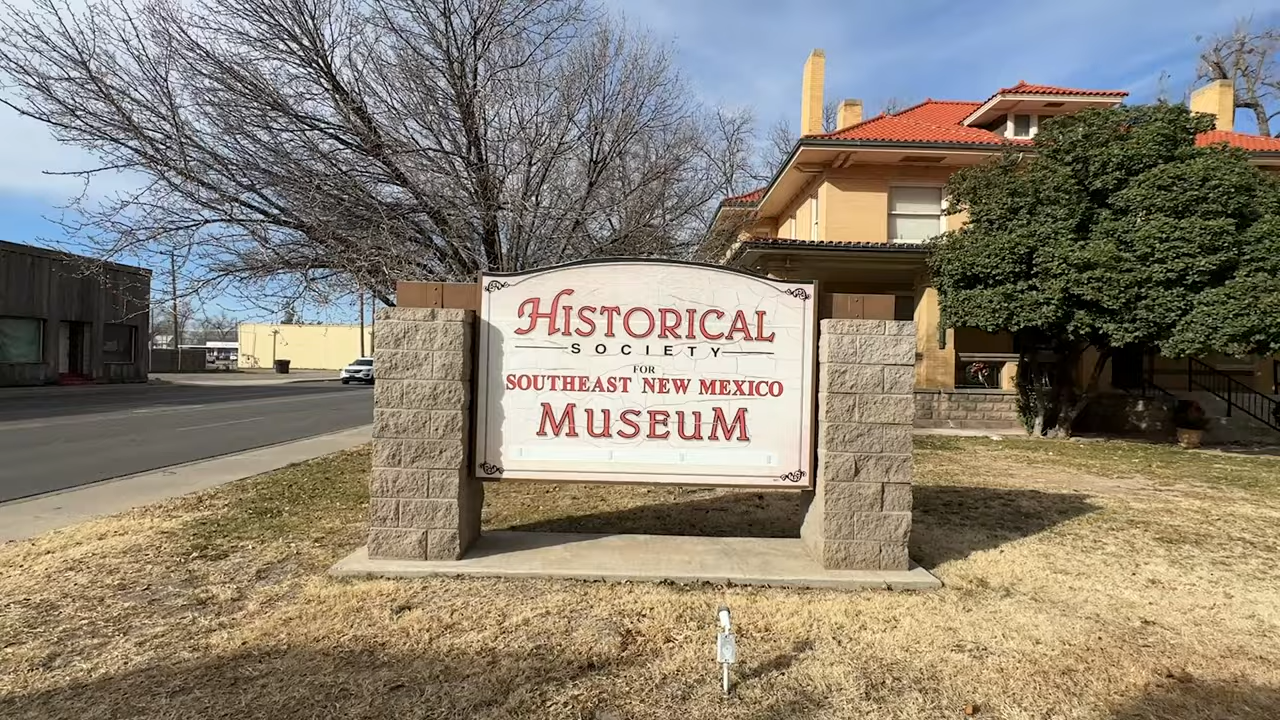 HISTORICAL
SOCIETY
FOR
SOUTHEAST NEW MEXICO
MUSEUM